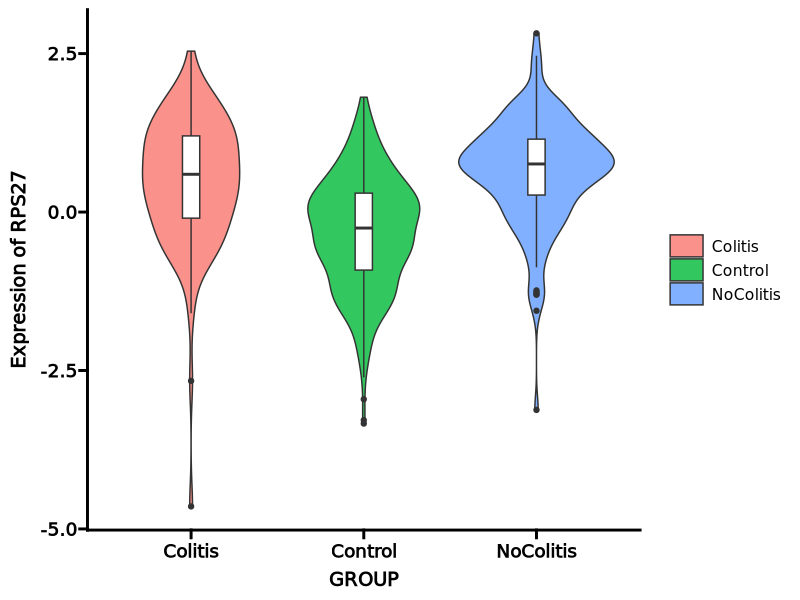 Expression of RPS27
2.5
0.0
-2.5
-5.0
Colitis
Control
NoColitis
GROUP
Colitis
Control
NoColitis